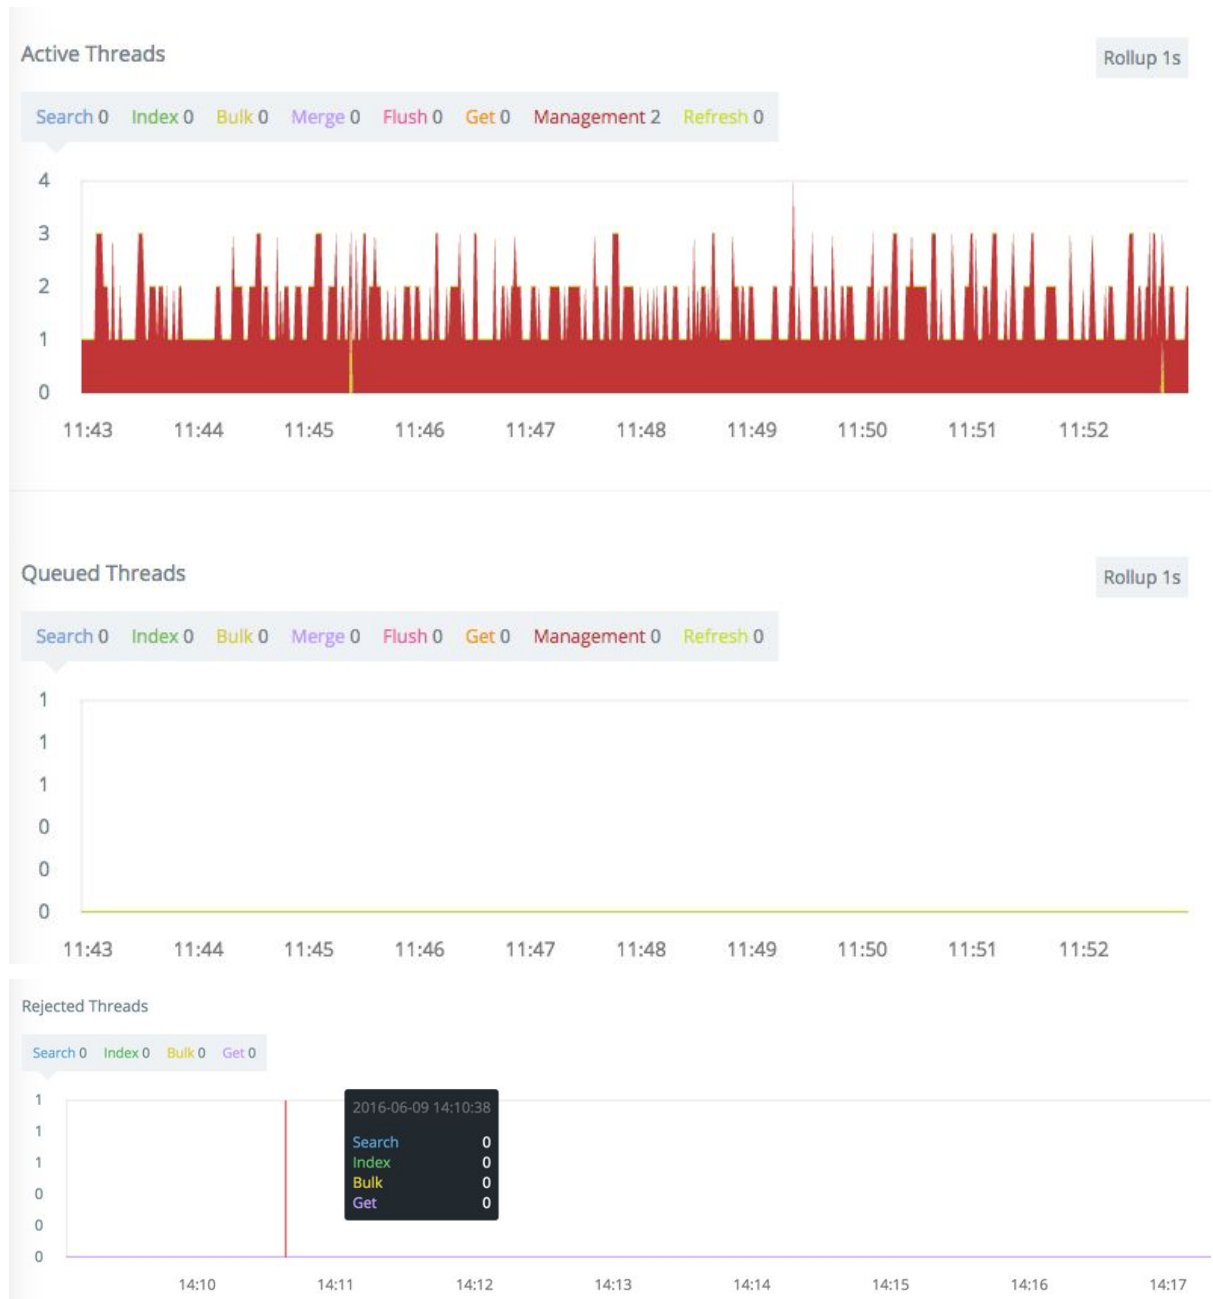 Active Threads
Rollup 1s
Search 0 Index 0 Bulk 0 Merge 0 Flush 0 Get 0 Management 2 Refresh 0
4
3
2
1
0
11:43 11:44 11:45 11:46 11:47 11:48 11:49 11:50 11:51 11:52
Queued Threads
Rollup 1s
Search 0 Index 0 Bulk 0 Merge 0 Flush 0 Get 0 Management 0 Refresh 0
1
1
1
0
0
0
11:43 11:44 11:45 11:46 11:47 11:48 11:49 11:50 11:51 11:52
Rejected Threads
Search 0 Index 0 Bulk 0 Get 0
1
1
1
0
0
0
2016-06-09 14:10:38
Search 0
Index 0
Bulk 0
Get 0
14:10 14:11 14:12 14:13 14:14 14:15 14:16 14:17